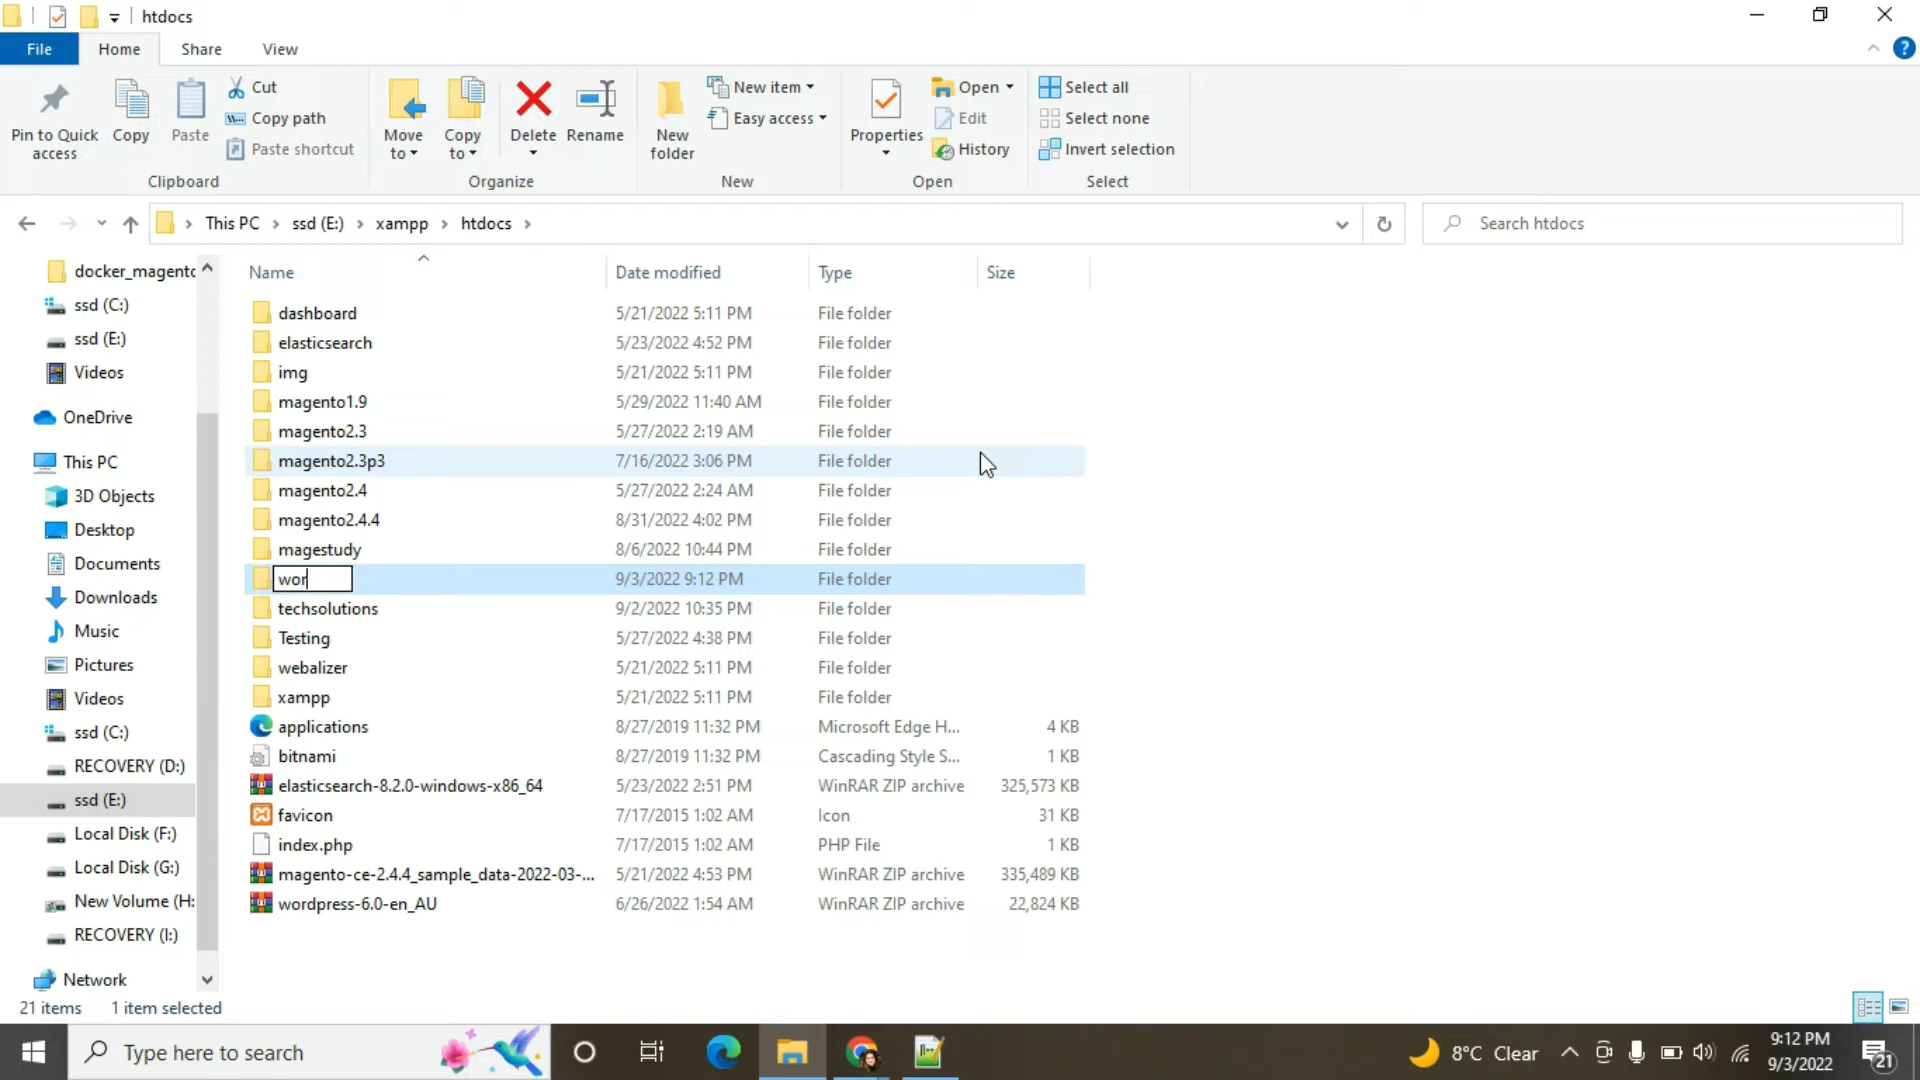 htdocs
File Home Share View
Pin to Quick access
Copy
Paste
Cut
Copy path
Paste shortcut
Clipboard
Move to
Copy to
Delete
Rename
Organize
New folder
New item
Easy access
New
Properties
Open
Edit
History
Open
Select all
Select none
Invert selection
Select
This PC ssd (E:) xampp htdocs
Search htdocs
docker_magento
ssd (C:)
ssd (E:)
Videos
OneDrive
This PC
3D Objects
Desktop
Documents
Downloads
Music
Pictures
Videos
ssd (C:)
RECOVERY (D:)
ssd (E:)
Local Disk (F:)
Local Disk (G:)
New Volume (H:
RECOVERY (I:)
Network
Name Date modified Type Size
dashboard 5/21/2022 5:11 PM File folder
elasticsearch 5/23/2022 4:52 PM File folder
img 5/21/2022 5:11 PM File folder
magento1.9 5/29/2022 11:40 AM File folder
magento2.3 5/27/2022 2:19 AM File folder
magento2.3p3 7/16/2022 3:06 PM File folder
magento2.4 5/27/2022 2:24 AM File folder
magento2.4.4 8/31/2022 4:02 PM File folder
magestudy 8/6/2022 10:44 PM File folder
wor 9/3/2022 9:12 PM File folder
techsolutions 9/2/2022 10:35 PM File folder
Testing 5/27/2022 4:38 PM File folder
webalizer 5/21/2022 5:11 PM File folder
xampp 5/21/2022 5:11 PM File folder
applications 8/27/2019 11:32 PM Microsoft Edge H... 4 KB
bitnami 8/27/2019 11:32 PM Cascading Style S... 1 KB
elasticsearch-8.2.0-windows-x86_64 5/23/2022 2:51 PM WinRAR ZIP archive 325,573 KB
favicon 7/17/2015 1:02 AM Icon 31 KB
index.php 7/17/2015 1:02 AM PHP File 1 KB
magento-ce-2.4.4_sample_data-2022-03-... 5/21/2022 4:53 PM WinRAR ZIP archive 335,489 KB
wordpress-6.0-en_AU 6/26/2022 1:54 AM WinRAR ZIP archive 22,824 KB
21 items 1 item selected
Type here to search
8°C Clear
9:12 PM
9/3/2022
21